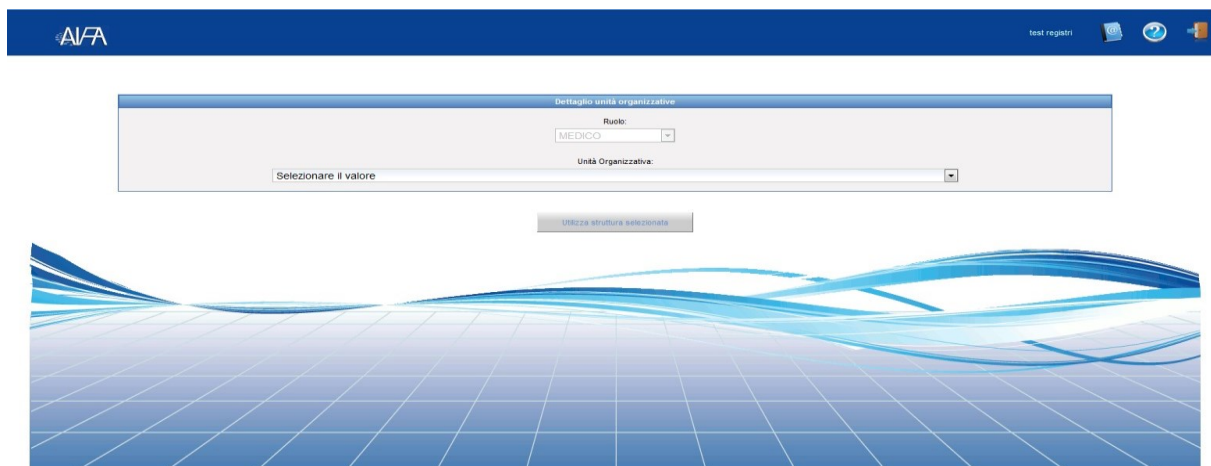 AIFA
test registri
Dettaglio unità organizzative
Ruolo:
MEDICO
Unità Organizzativa:
Selezionare il valore
Utilizza struttura selezionata